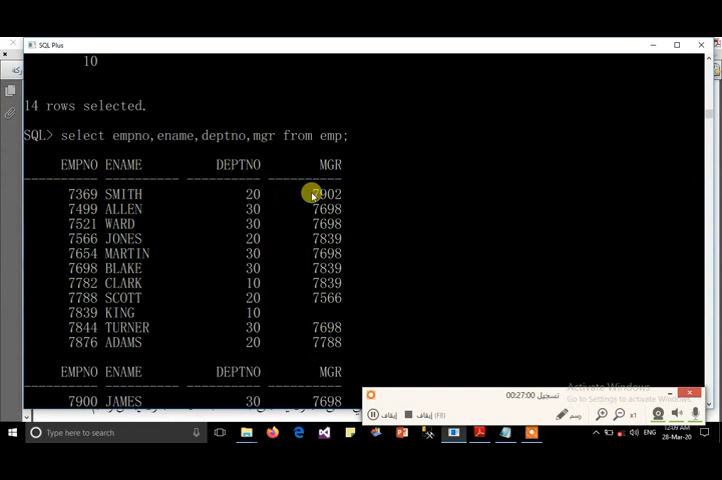 SQL Plus
10
14 rows selected.
SQL> select empno,ename,deptno,mgr from emp;
EMPNO ENAME DEPTNO MGR
---------- ---------- ---------- ----------
7369 SMITH 20 7902
7499 ALLEN 30 7698
7521 WARD 30 7698
7566 JONES 20 7839
7654 MARTIN 30 7698
7698 BLAKE 30 7839
7782 CLARK 10 7839
7788 SCOTT 20 7566
7839 KING 10
7844 TURNER 30 7698
7876 ADAMS 20 7788
EMPNO ENAME DEPTNO MGR
---------- ---------- ---------- ----------
7900 JAMES 30 7698
Activate Windows
Go to Settings to activate Windows.
00:27:00 تسجيل
إيقاف
إيقاف (F8)
رسم
x1
Type here to search
ENG
12:09 AM
28-Mar-20